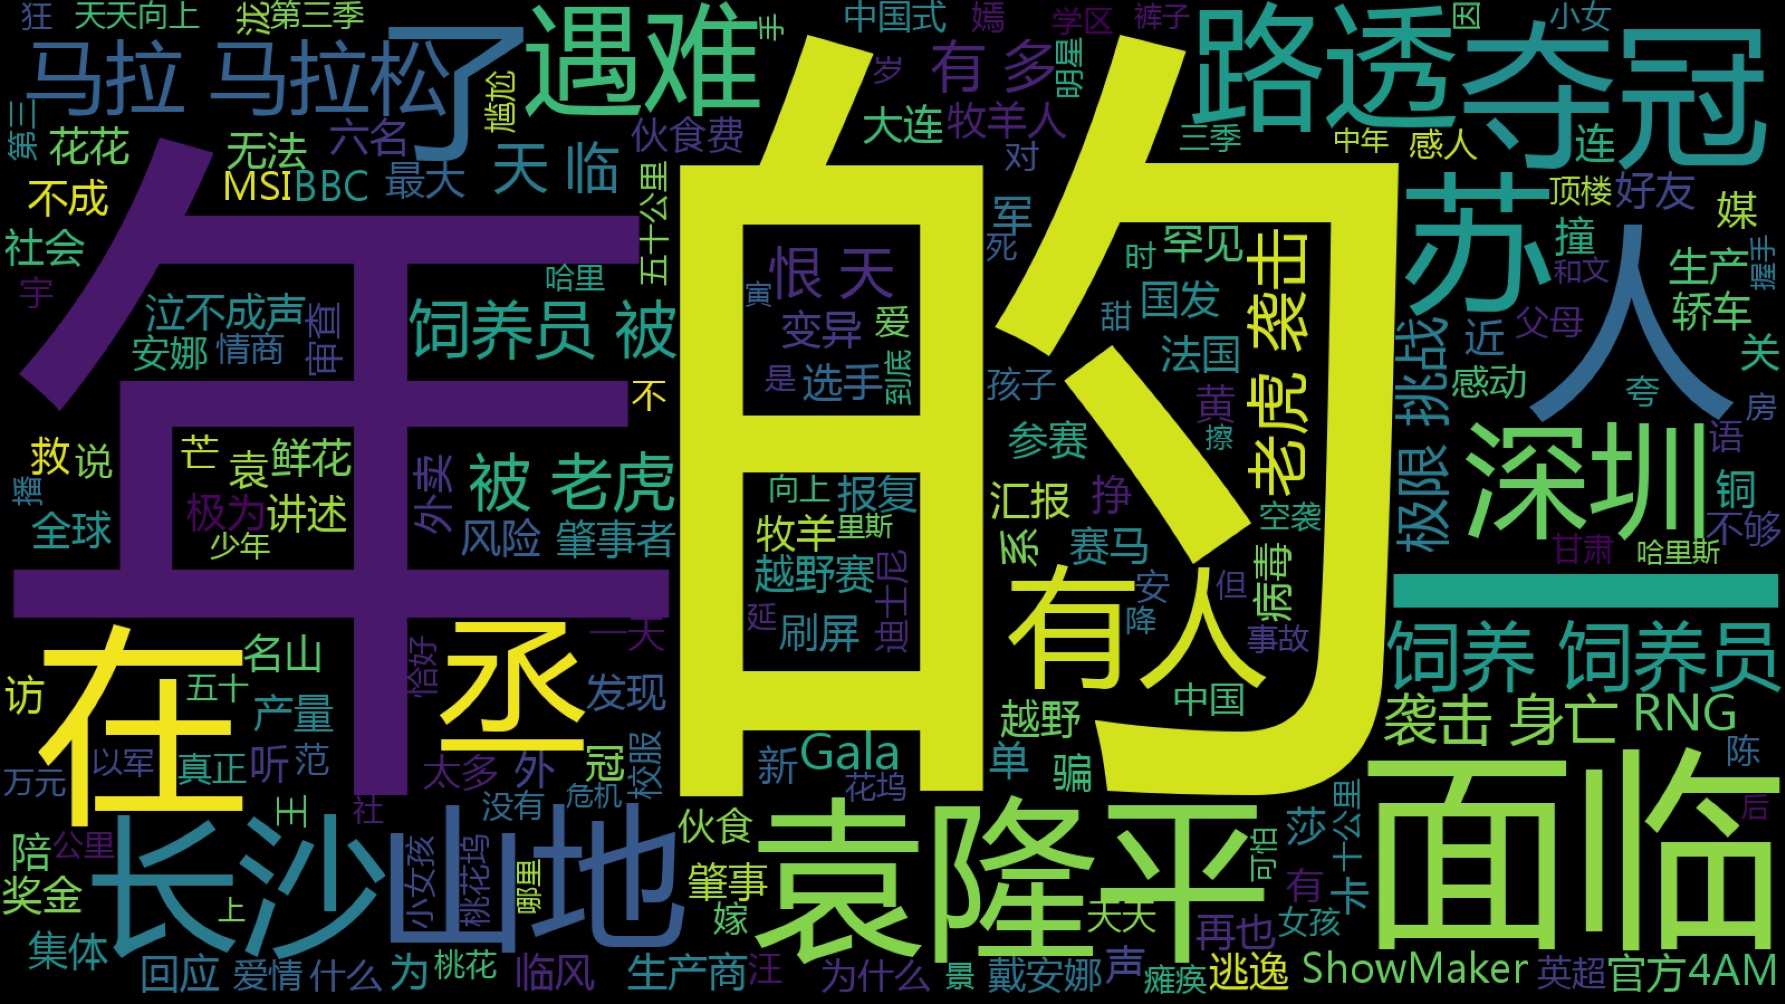 狂
天天向上
泷
第三季
马拉 马拉松
了
尴尬
遇难
手
中国式
嫣
学区
裤子
因
小女
岁
有 多
明星
路透
夺冠
第三
花花
无法
六名
伙食费
大连
牧羊人
三季
中年
感人
连
不成
MSI
BBC
最大
天 临
五十公里
对
军
死
苏
顶楼
好友
媒
社会
宇
年
的
哈里
恨 天
寅
时
罕见
老虎 袭击
撞
人
生产
和文
握手
泣不成声
安娜
情商
审查
饲养员 被
变异
爱
甜
国发
轿车
是
选手
到底
孩子
法国
极限 挑战
近
父母
感动
关
不
黄
夸
房
救
说
芒
袁
鲜花
外卖
被 老虎
参赛
擦
深圳
语
播
极为
讲述
向上
报复
汇报
挣
铜
全球
少年
风险
肇事者
牧羊
里斯
系
赛马
空袭
不够
甘肃
哈里斯
越野赛
迪士尼
有人
安
但
病毒
一
在
丞
一天
恰好
延
刷屏
降
事故
饲养 饲养员
名山
访
五十
产量
发现
越野
中国
袭击 身亡
RNG
万元
以军
真正
听
范
太多
外
冠
校服
新
Gala
花坞
单
骗
陈
面临
王
社
没有
危机
长沙
山地
小女孩
桃花坞
哪里
伙食
袁隆平
莎
卡
十公里
可怕
后
陪
公里
奖金
上
肇事
嫁
天天
有
再也
女孩
集体
回应
爱情
什么
为
桃花
临风
生产商
汪
为什么
景
戴安娜
声
瘫痪
逃逸
ShowMaker
英超
官方
4AM